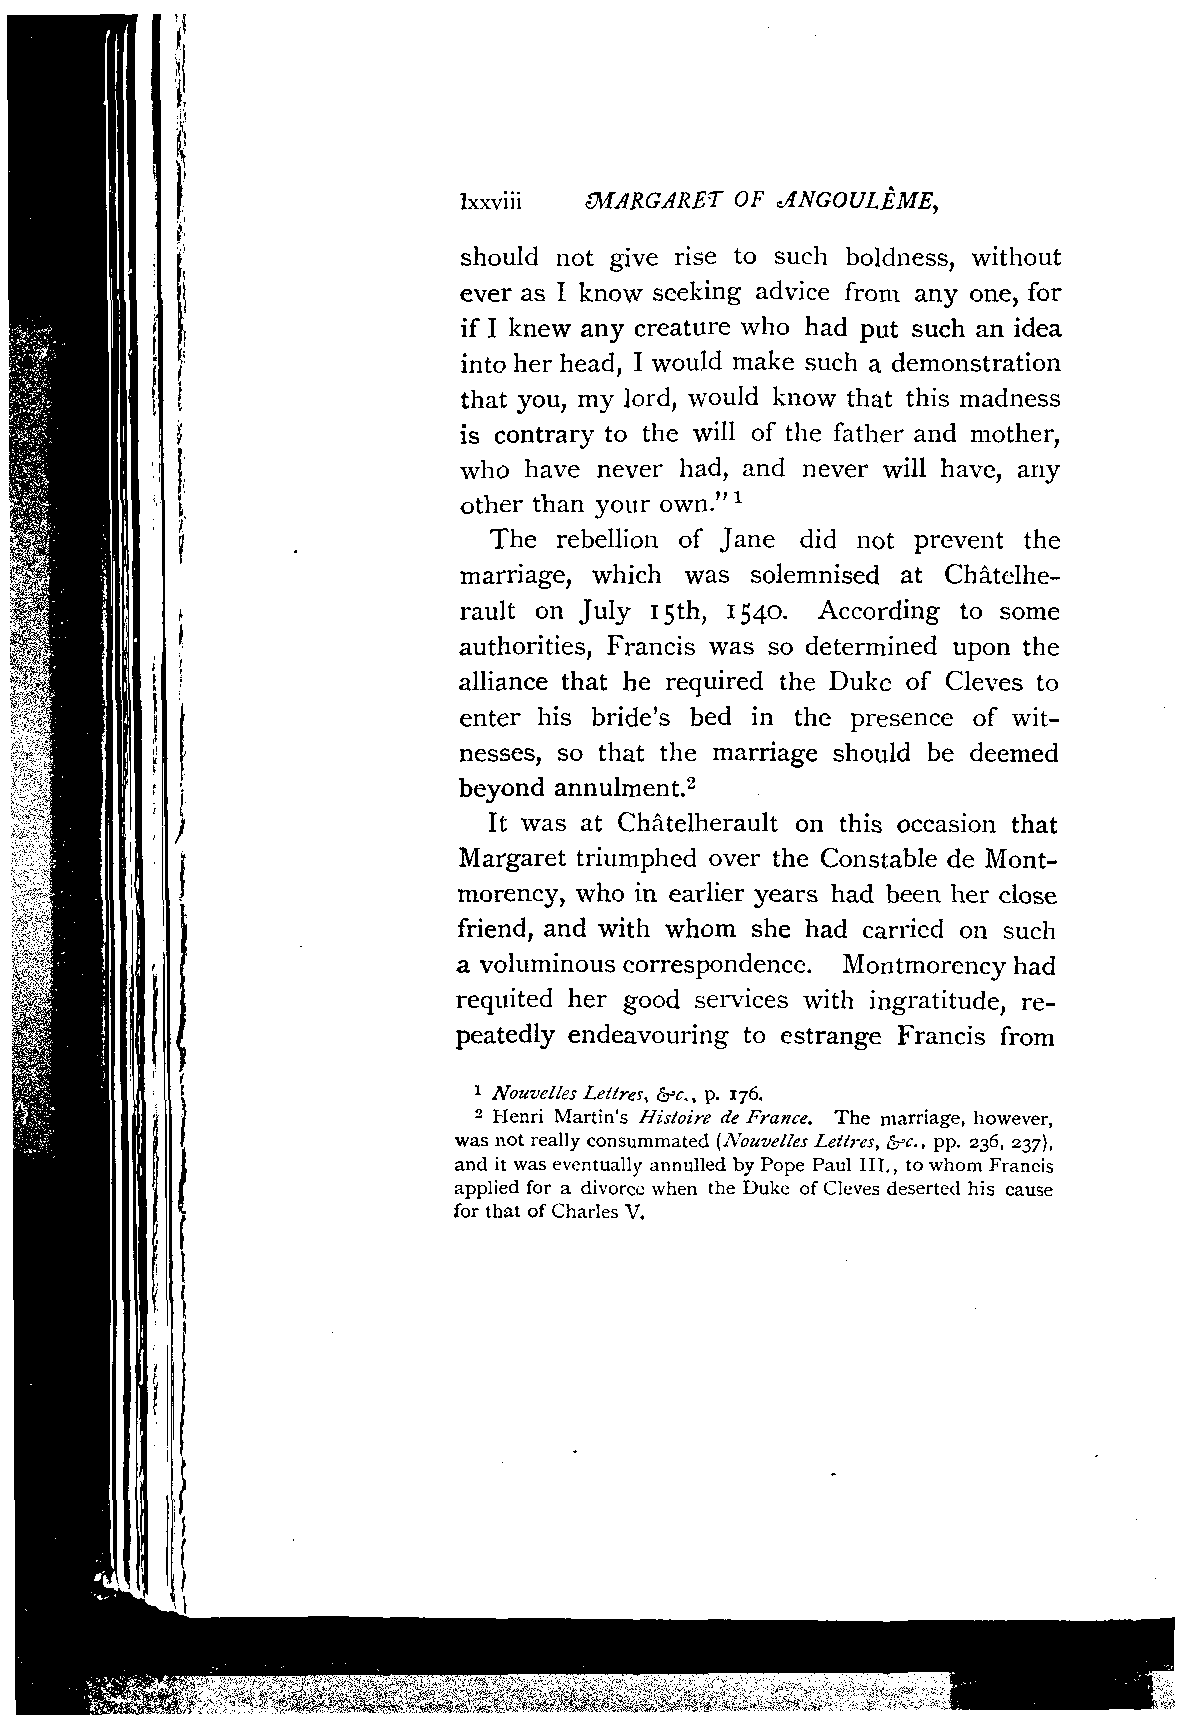 lxxviii MARGARET OF ANGOULÊME,
should not give rise to such boldness, without
ever as I know seeking advice from any one, for
if I knew any creature who had put such an idea
into her head, I would make such a demonstration
that you, my lord, would know that this madness
is contrary to the will of the father and mother,
who have never had, and never will have, any
other than your own." 1
The rebellion of Jane did not prevent the
marriage, which was solemnised at Châtelhe-
rault on July 15th, 1540. According to some
authorities, Francis was so determined upon the
alliance that he required the Duke of Cleves to
enter his bride's bed in the presence of wit-
nesses, so that the marriage should be deemed
beyond annulment.2
It was at Châtelherault on this occasion that
Margaret triumphed over the Constable de Mont-
morency, who in earlier years had been her close
friend, and with whom she had carried on such
a voluminous correspondence. Montmorency had
requited her good services with ingratitude, re-
peatedly endeavouring to estrange Francis from
1 Nouvelles Lettres, &c., p. 176.
2 Henri Martin's Histoire de France. The marriage, however,
was not really consummated (Nouvelles Lettres, &c., pp. 236, 237),
and it was eventually annulled by Pope Paul III., to whom Francis
applied for a divorce when the Duke of Cleves deserted his cause
for that of Charles V.